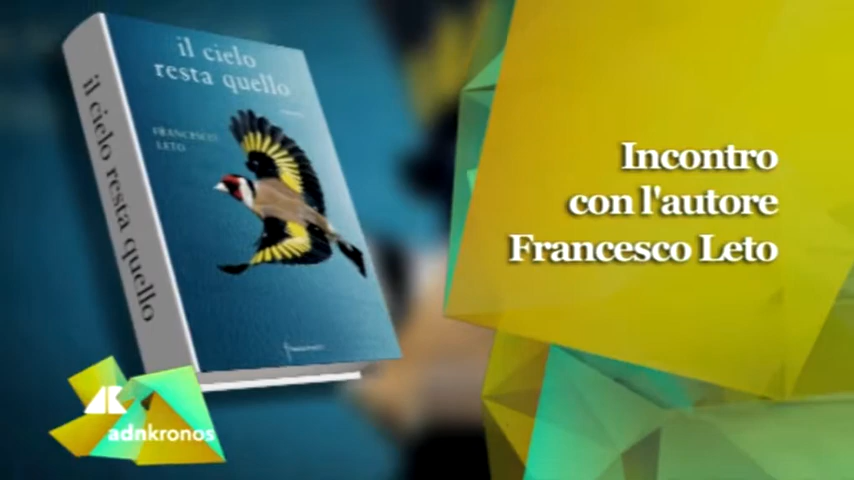 il cielo
resta quello
FRANCESCO
LETO
il cielo resta quello
Incontro
con l'autore
Francesco Leto
adnkronos